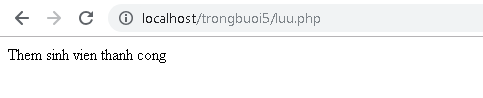 localhost/trongbuoi5/luu.php
Them sinh vien thanh cong